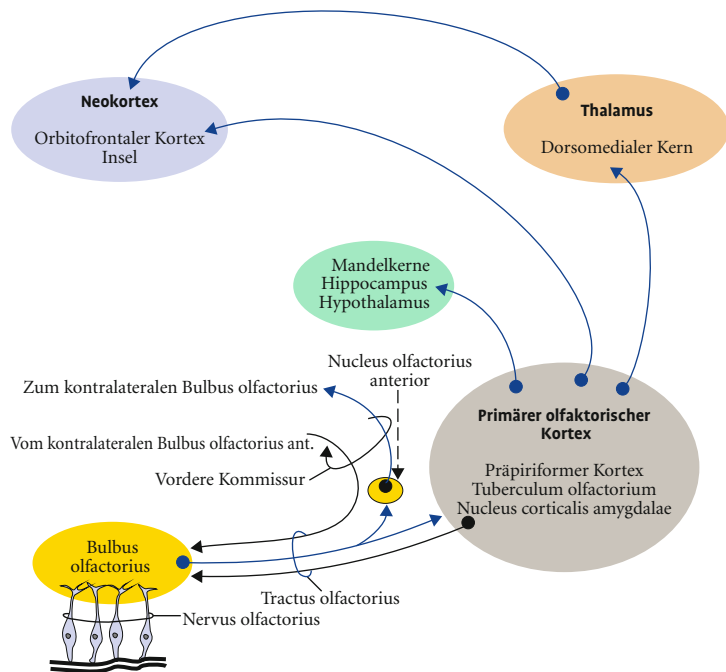 Neokortex
Orbitofrontaler Kortex
Insel
Thalamus
Dorsomedialer Kern
Mandelkerne
Hippocampus
Hypothalamus
Nucleus olfactorius
anterior
Zum kontralateralen Bulbus olfactorius
Vom kontralateralen Bulbus olfactorius ant.
Vordere Kommissur
Primärer olfaktorischer
Kortex
Präpiriformer Kortex
Tuberculum olfactorium
Nucleus corticalis amygdalae
Bulbus
olfactorius
Tractus olfactorius
Nervus olfactorius